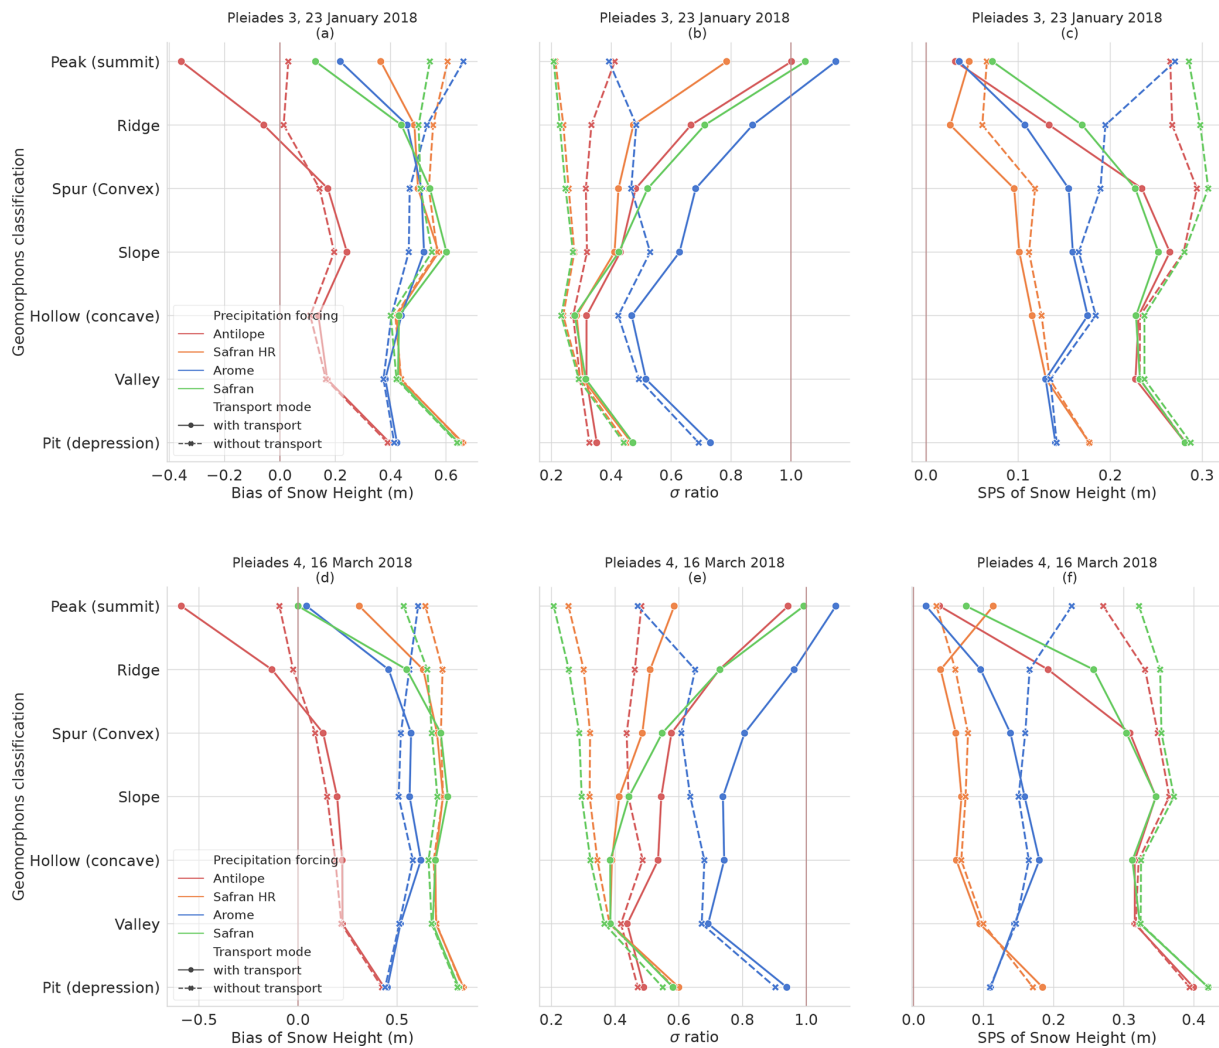 Pleiades 3, 23 January 2018
(a)
Pleiades 3, 23 January 2018
(b)
Pleiades 3, 23 January 2018
(c)
Geomorphons classification
Peak (summit)
Ridge
Spur (Convex)
Slope
Hollow (concave)
Valley
Pit (depression)
Precipitation forcing
Antilope
Safran HR
Arome
Safran
Transport mode
with transport
without transport
−0.4 −0.2 0.0 0.2 0.4 0.6
Bias of Snow Height (m)
0.2 0.4 0.6 0.8 1.0
σ ratio
0.0 0.1 0.2 0.3
SPS of Snow Height (m)
Pleiades 4, 16 March 2018
(d)
Pleiades 4, 16 March 2018
(e)
Pleiades 4, 16 March 2018
(f)
Geomorphons classification
Peak (summit)
Ridge
Spur (Convex)
Slope
Hollow (concave)
Valley
Pit (depression)
Precipitation forcing
Antilope
Safran HR
Arome
Safran
Transport mode
with transport
without transport
−0.5 0.0 0.5
Bias of Snow Height (m)
0.2 0.4 0.6 0.8 1.0
σ ratio
0.0 0.1 0.2 0.3 0.4
SPS of Snow Height (m)